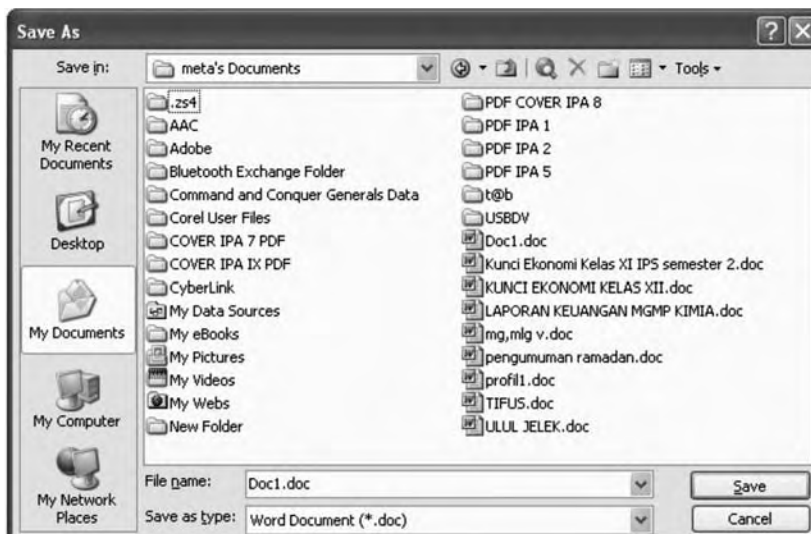 Save As
Save in: meta's Documents Tools
My Recent Documents
Desktop
My Documents
My Computer
My Network Places
.zs4
AAC
Adobe
Bluetooth Exchange Folder
Command and Conquer Generals Data
Corel User Files
COVER IPA 7 PDF
COVER IPA IX PDF
CyberLink
My Data Sources
My eBooks
My Pictures
My Videos
My Webs
New Folder
PDF COVER IPA 8
PDF IPA 1
PDF IPA 2
PDF IPA 5
t@b
USBDV
Doc1.doc
Kunci Ekonomi Kelas XI IPS semester 2.doc
KUNCI EKONOMI KELAS XII.doc
LAPORAN KEUANGAN MGMP KIMIA.doc
mg,mlg v.doc
pengumuman ramadan.doc
profil1.doc
TIFUS.doc
ULUL JELEK.doc
File name: Doc1.doc Save
Save as type: Word Document (*.doc) Cancel